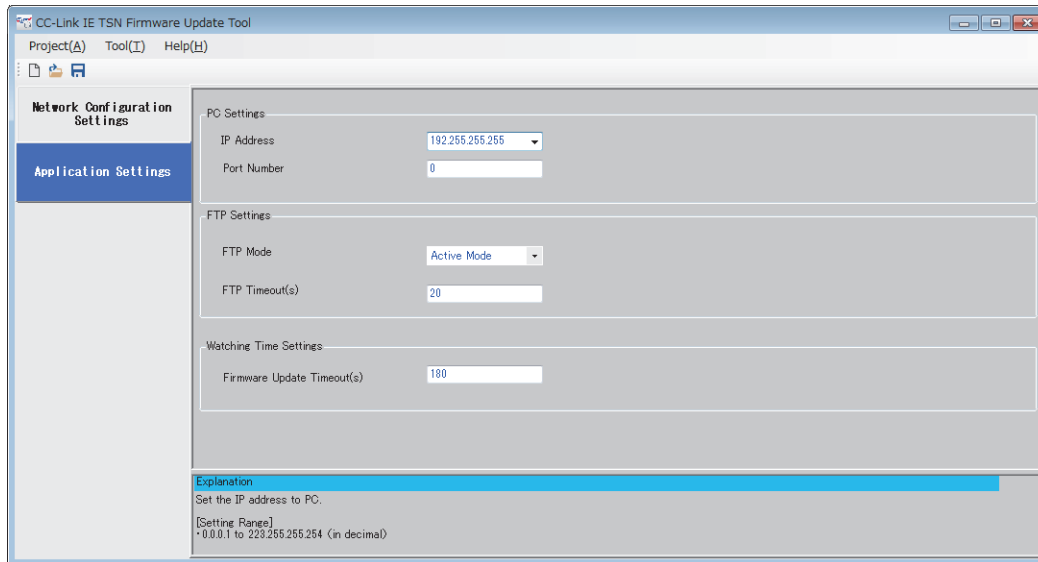 CC-Link IE TSN Firmware Update Tool
Project(A) Tool(T) Help(H)
Network Configuration
Settings
Application Settings
PC Settings
IP Address 192.255.255.255
Port Number 0
FTP Settings
FTP Mode Active Mode
FTP Timeout(s) 20
Watching Time Settings
Firmware Update Timeout(s) 180
Explanation
Set the IP address to PC.
[Setting Range]
・0.0.0.1 to 223.255.255.254 (in decimal)